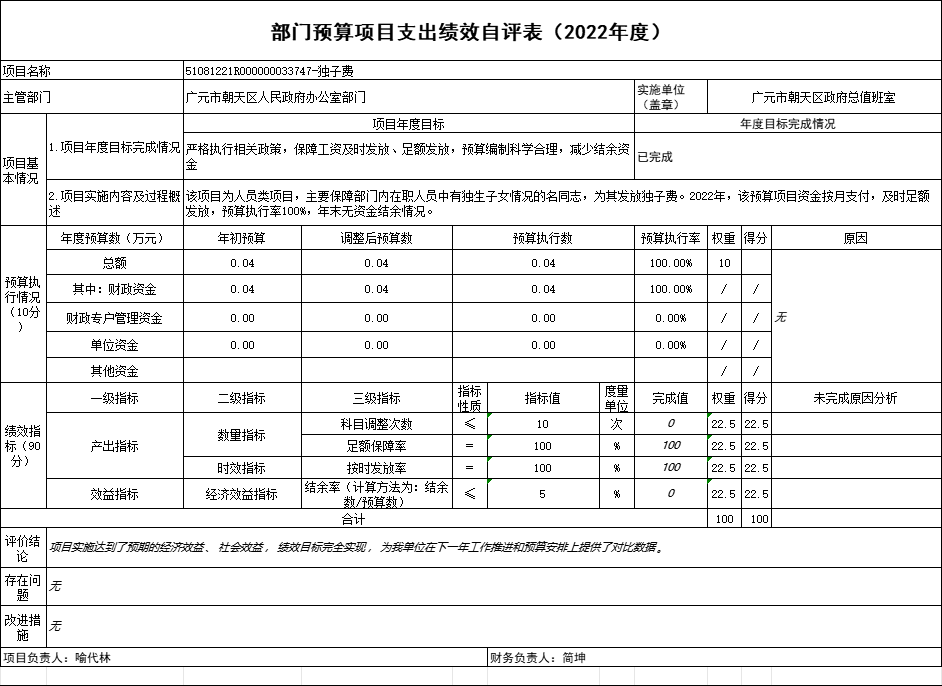 部门预算项目支出绩效自评表（2022年度）
项目名称 51081221R000000033747-独子费
主管部门 广元市朝天区人民政府办公室部门 实施单位（盖章） 广元市朝天区政府总值班室
项目基本情况 1.项目年度目标完成情况 项目年度目标 年度目标完成情况
严格执行相关政策，保障工资及时发放、足额发放，预算编制科学合理，减少结余资金 已完成
2.项目实施内容及过程概述 该项目为人员类项目，主要保障部门内在职人员中有独生子女情况的名同志，为其发放独子费。2022年，该预算项目资金按月支付，及时足额发放，预算执行率100%，年末无资金结余情况。
预算执行情况（10分） 年度预算数（万元） 年初预算 调整后预算数 预算执行数 预算执行率 权重 得分 原因
总额 0.04 0.04 0.04 100.00% 10 无
其中：财政资金 0.04 0.04 0.04 100.00% / /
财政专户管理资金 0.00 0.00 0.00 0.00% / /
单位资金 0.00 0.00 0.00 0.00% / /
其他资金 / /
绩效指标（90分） 一级指标 二级指标 三级指标 指标性质 指标值 度量单位 完成值 权重 得分 未完成原因分析
产出指标 数量指标 科目调整次数 ≤ 10 次 0 22.5 22.5
足额保障率 ＝ 100 % 100 22.5 22.5
时效指标 按时发放率 ＝ 100 % 100 22.5 22.5
效益指标 经济效益指标 结余率（计算方法为：结余数/预算数） ≤ 5 % 0 22.5 22.5
合计 100 100
评价结论 项目实施达到了预期的经济效益、社会效益，绩效目标完全实现，为我单位在下一年工作推进和预算安排上提供了对比数据。
存在问题 无
改进措施 无
项目负责人：喻代林 财务负责人：简坤